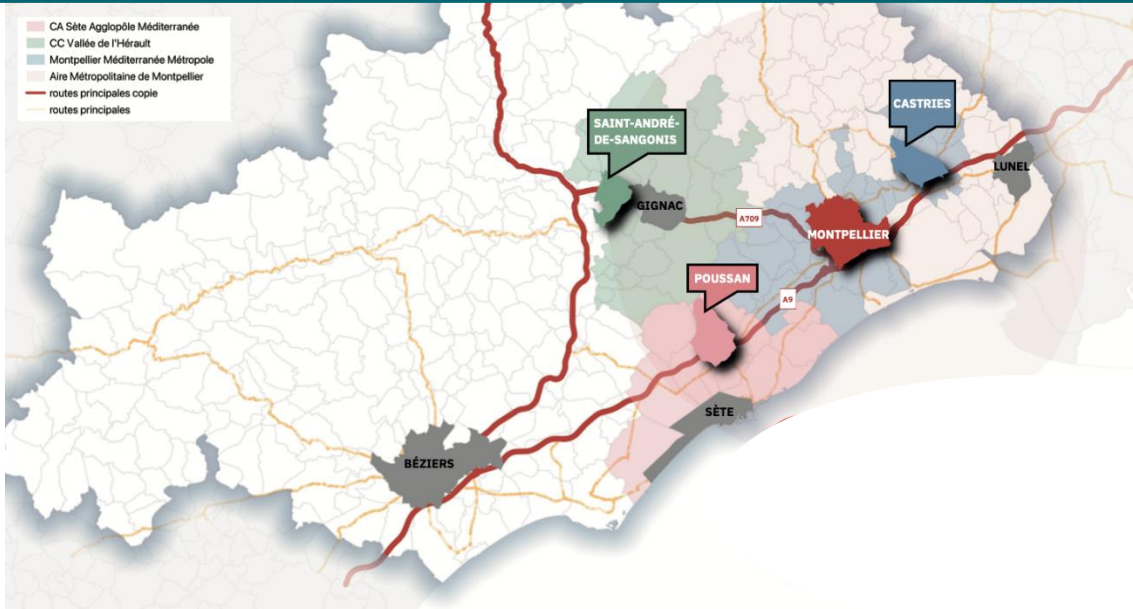 CA Sète Agglopôle Méditerranée
CC Vallée de l'Hérault
Montpellier Méditerranée Métropole
Aire Métropolitaine de Montpellier
routes principales copie
routes principales
SAINT-ANDRÉ-
DE-SANGONIS
CASTRIES
LUNEL
GIGNAC
A709
MONTPELLIER
POUSSAN
A9
SÈTE
BÉZIERS